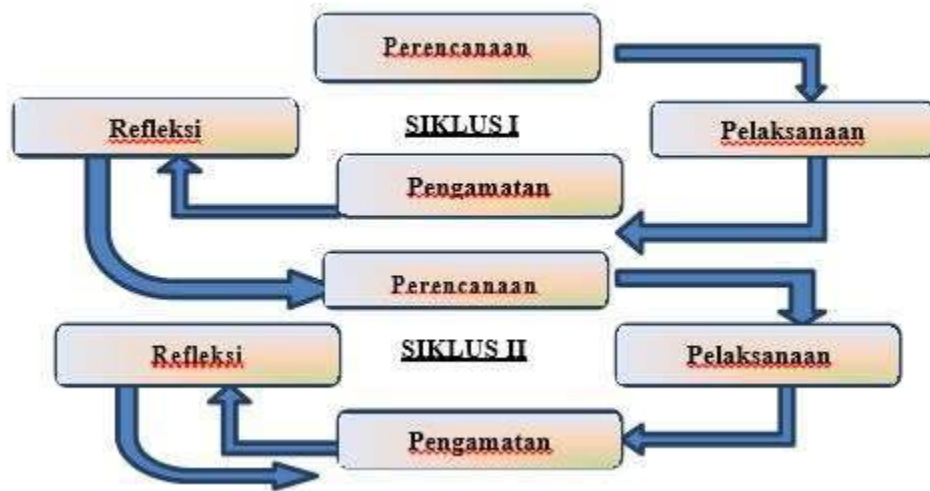 Perencanaan
Refleksi
SIKLUS I
Pelaksanaan
Pengamatan
Perencanaan
Refleksi
SIKLUS II
Pelaksanaan
Pengamatan